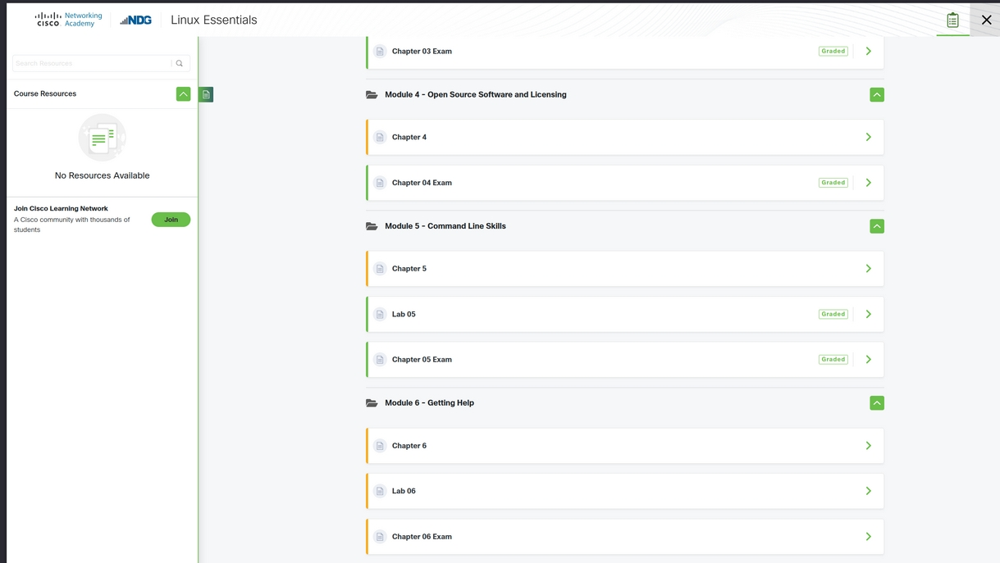 CISCO Networking Academy
NDG
Linux Essentials
Search Resources
Course Resources
No Resources Available
Join Cisco Learning Network
A Cisco community with thousands of
students
Join
Chapter 03 Exam Graded
Module 4 - Open Source Software and Licensing
Chapter 4
Chapter 04 Exam Graded
Module 5 - Command Line Skills
Chapter 5
Lab 05 Graded
Chapter 05 Exam Graded
Module 6 - Getting Help
Chapter 6
Lab 06
Chapter 06 Exam